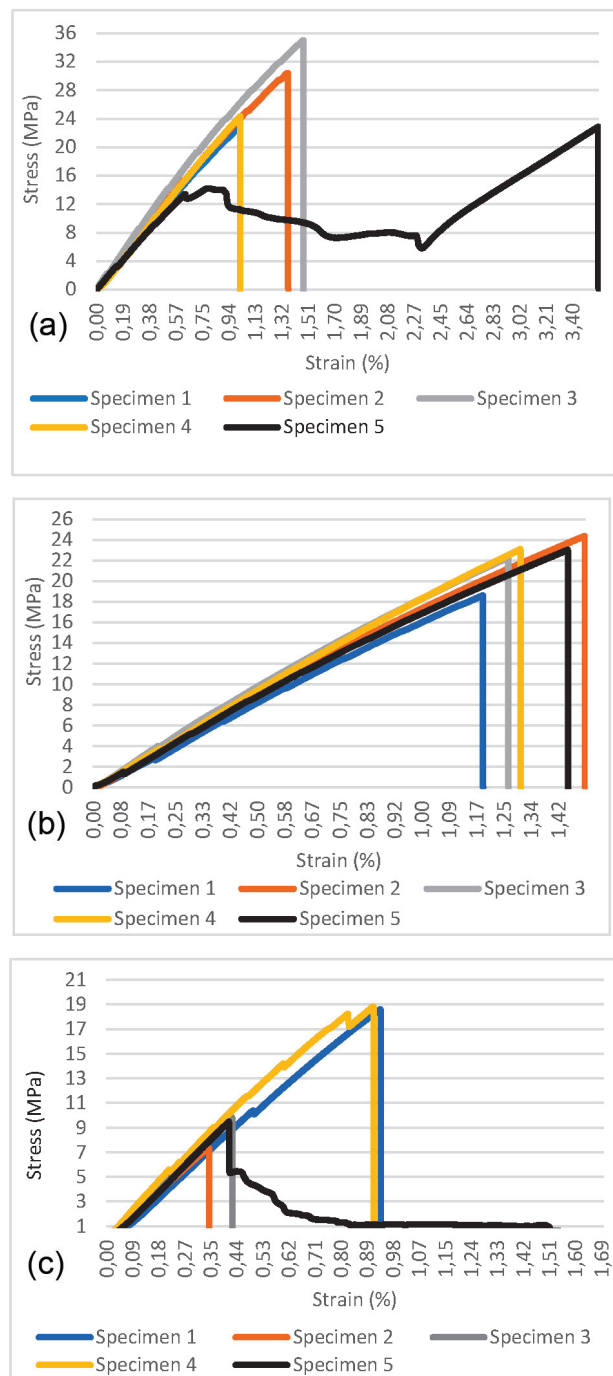 36
32
28
24
20
16
12
8
4
0
Stress (MPa)
(a)
0,00 0,19 0,38 0,57 0,75 0,94 1,13 1,32 1,51 1,70 1,89 2,08 2,27 2,45 2,64 2,83 3,02 3,21 3,40
Strain (%)
Specimen 1 Specimen 2 Specimen 3
Specimen 4 Specimen 5
26
24
22
20
18
16
14
12
10
8
6
4
2
0
Stress (MPa)
(b)
0,00 0,08 0,17 0,25 0,33 0,42 0,50 0,58 0,67 0,75 0,83 0,92 1,00 1,09 1,17 1,25 1,34 1,42
Strain (%)
Specimen 1 Specimen 2 Specimen 3
Specimen 4 Specimen 5
21
19
17
15
13
11
9
7
5
3
1
Stress (MPa)
(c)
0,00 0,09 0,18 0,27 0,35 0,44 0,53 0,62 0,71 0,80 0,89 0,98 1,07 1,15 1,24 1,33 1,42 1,51 1,60 1,69
Strain (%)
Specimen 1 Specimen 2 Specimen 3
Specimen 4 Specimen 5